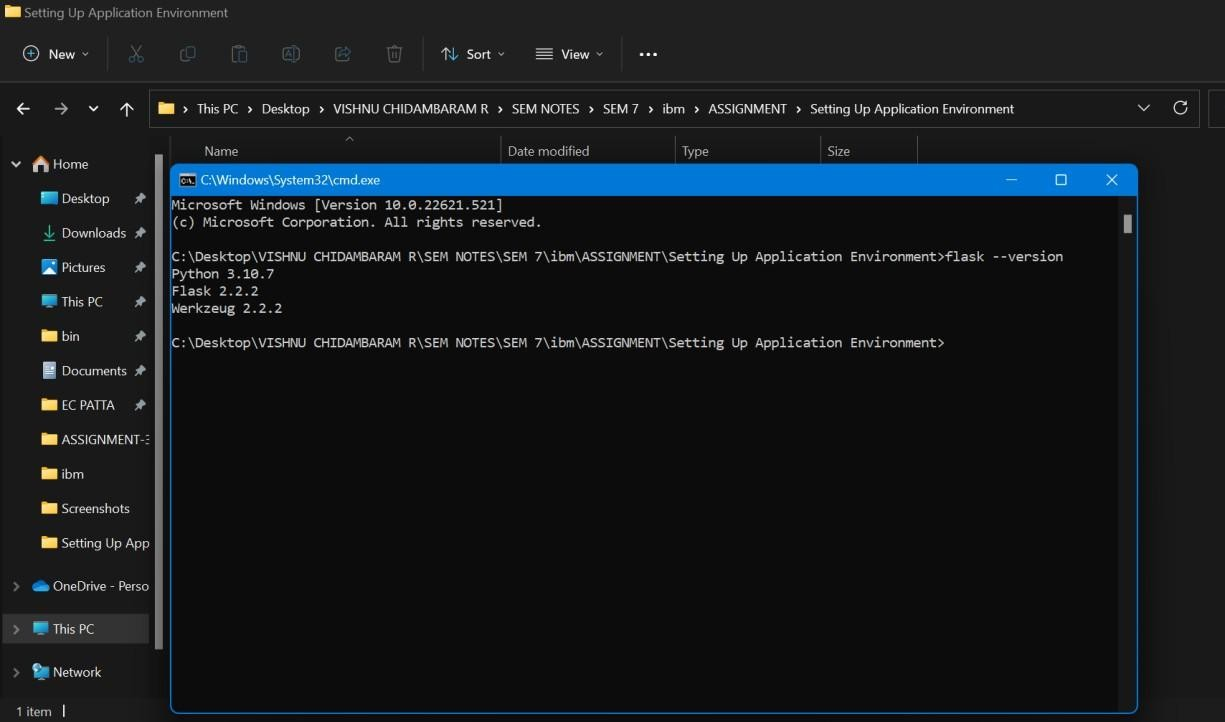 Setting Up Application Environment
New
Sort
View
This PC > Desktop > VISHNU CHIDAMBARAM R > SEM NOTES > SEM 7 > ibm > ASSIGNMENT > Setting Up Application Environment
Name Date modified Type Size
Home
Desktop
Downloads
Pictures
This PC
bin
Documents
EC PATTA
ASSIGNMENT-3
ibm
Screenshots
Setting Up App
OneDrive - Perso
This PC
Network
1 item
C:\Windows\System32\cmd.exe
Microsoft Windows [Version 10.0.22621.521]
(c) Microsoft Corporation. All rights reserved.
C:\Desktop\VISHNU CHIDAMBARAM R\SEM NOTES\SEM 7\ibm\ASSIGNMENT\Setting Up Application Environment>flask --version
Python 3.10.7
Flask 2.2.2
Werkzeug 2.2.2
C:\Desktop\VISHNU CHIDAMBARAM R\SEM NOTES\SEM 7\ibm\ASSIGNMENT\Setting Up Application Environment>